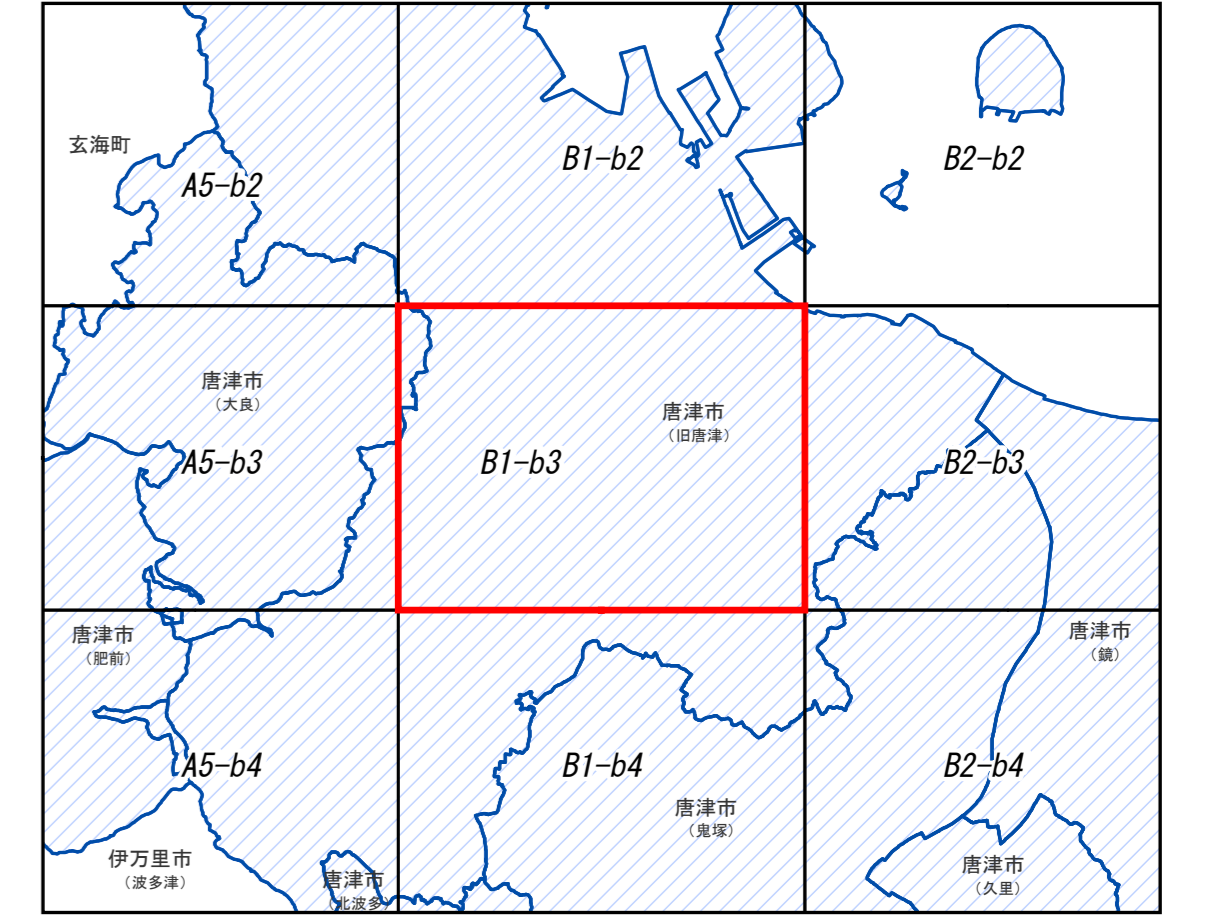 玄海町
A5-b2
B1-b2
B2-b2
唐津市
（大良）
A5-b3
唐津市
（旧唐津）
B1-b3
B2-b3
唐津市
（肥前）
A5-b4
伊万里市
（波多津）
唐津市
（北波多）
B1-b4
唐津市
（鬼塚）
唐津市
（鏡）
B2-b4
唐津市
（久里）